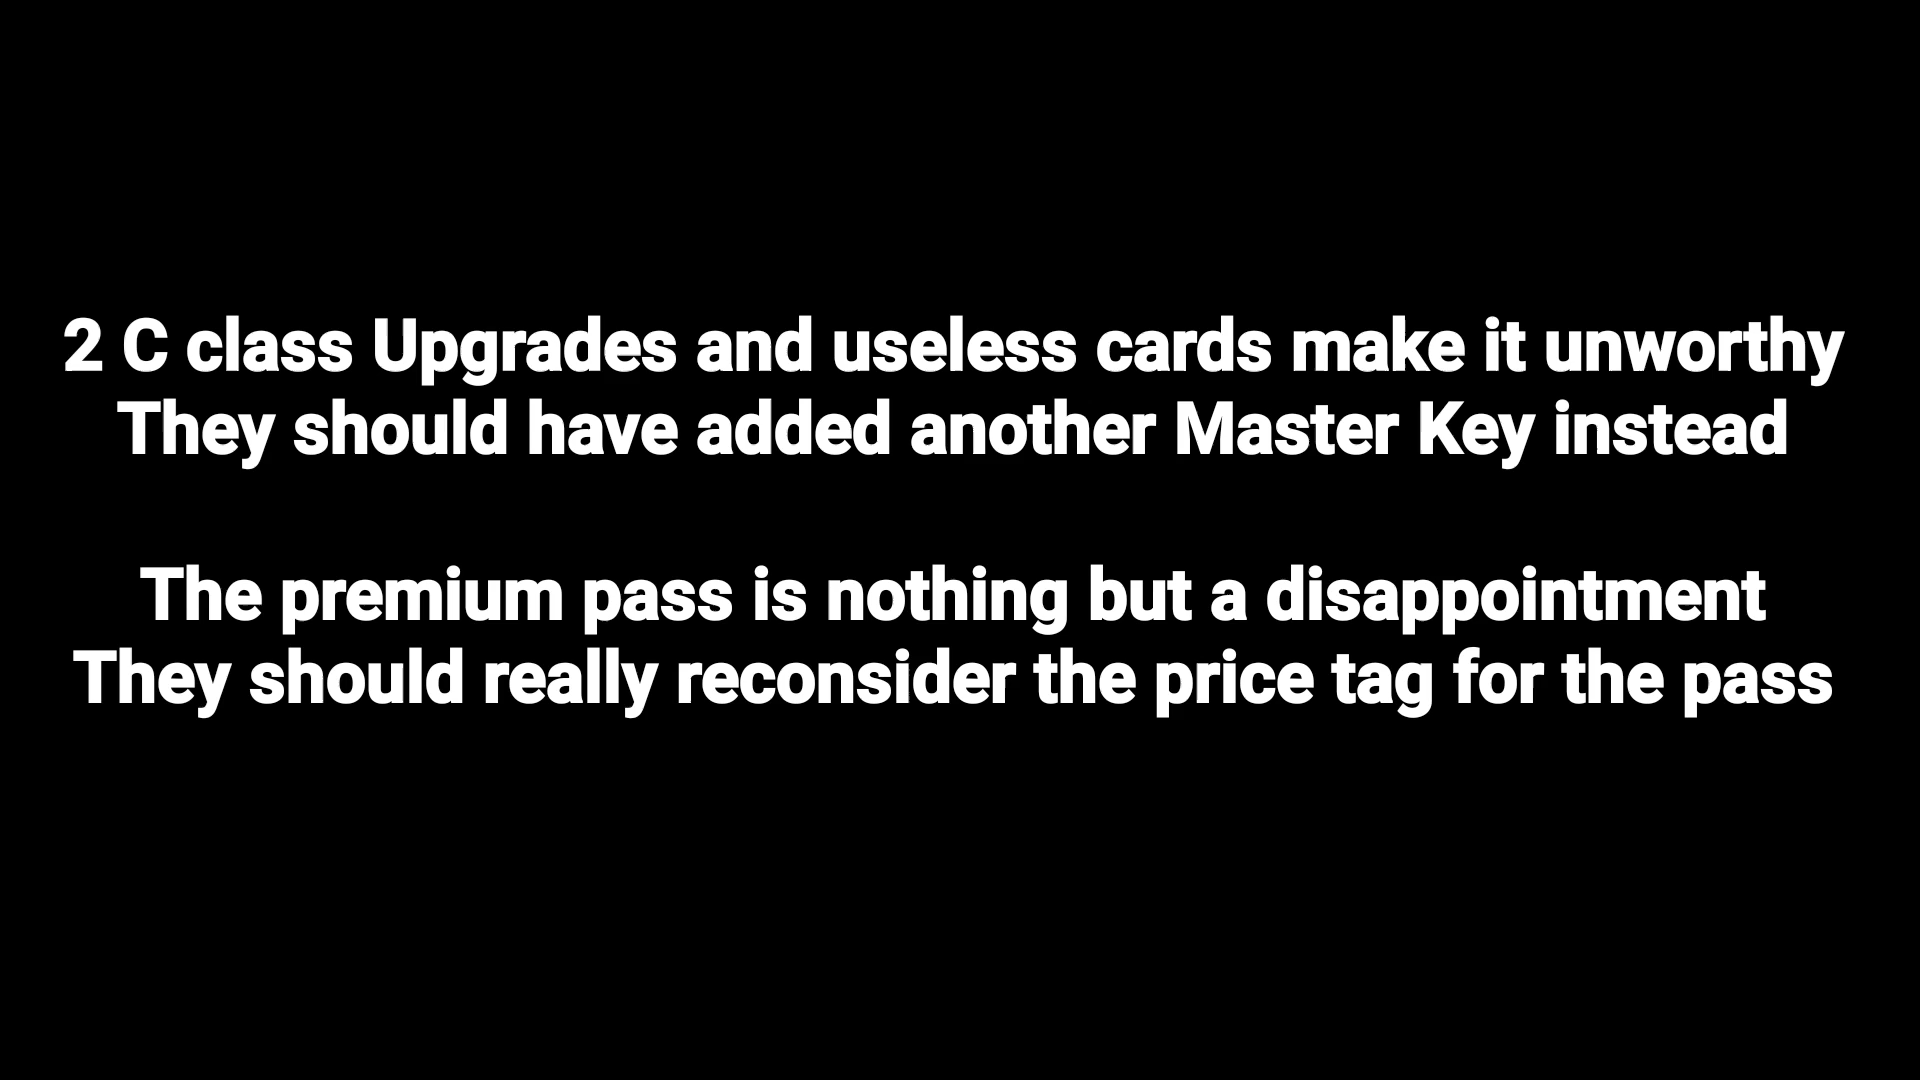 2 C class Upgrades and useless cards make it unworthy
They should have added another Master Key instead
The premium pass is nothing but a disappointment
They should really reconsider the price tag for the pass